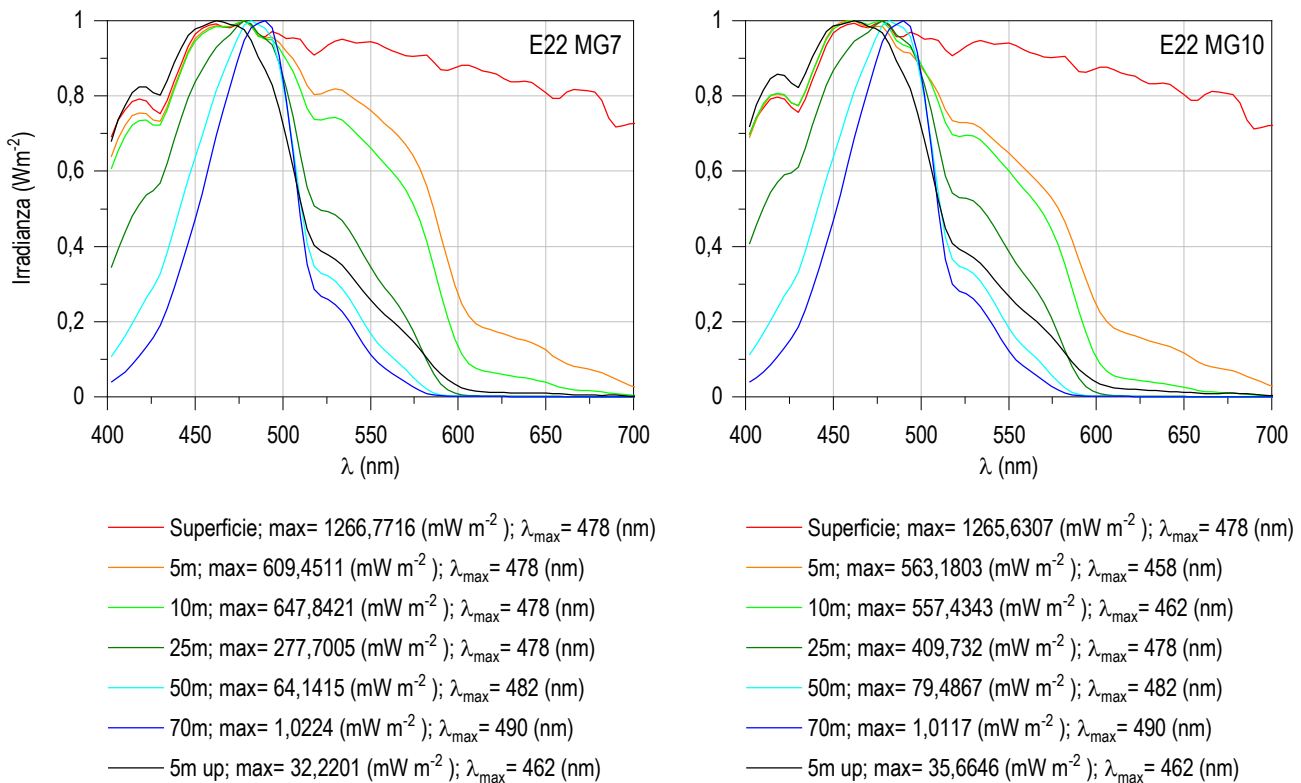 E22 MG7
Irradianza (Wm-2)
1
0,8
0,6
0,4
0,2
0
400 450 500 550 600 650 700
λ (nm)
Superficie; max= 1266,7716 (mW m-2 ); λmax= 478 (nm)
5m; max= 609,4511 (mW m-2 ); λmax= 478 (nm)
10m; max= 647,8421 (mW m-2 ); λmax= 478 (nm)
25m; max= 277,7005 (mW m-2 ); λmax= 478 (nm)
50m; max= 64,1415 (mW m-2 ); λmax= 482 (nm)
70m; max= 1,0224 (mW m-2 ); λmax= 490 (nm)
5m up; max= 32,2201 (mW m-2 ); λmax= 462 (nm)
E22 MG10
1
0,8
0,6
0,4
0,2
0
400 450 500 550 600 650 700
λ (nm)
Superficie; max= 1265,6307 (mW m-2 ); λmax= 478 (nm)
5m; max= 563,1803 (mW m-2 ); λmax= 458 (nm)
10m; max= 557,4343 (mW m-2 ); λmax= 462 (nm)
25m; max= 409,732 (mW m-2 ); λmax= 478 (nm)
50m; max= 79,4867 (mW m-2 ); λmax= 482 (nm)
70m; max= 1,0117 (mW m-2 ); λmax= 490 (nm)
5m up; max= 35,6646 (mW m-2 ); λmax= 462 (nm)